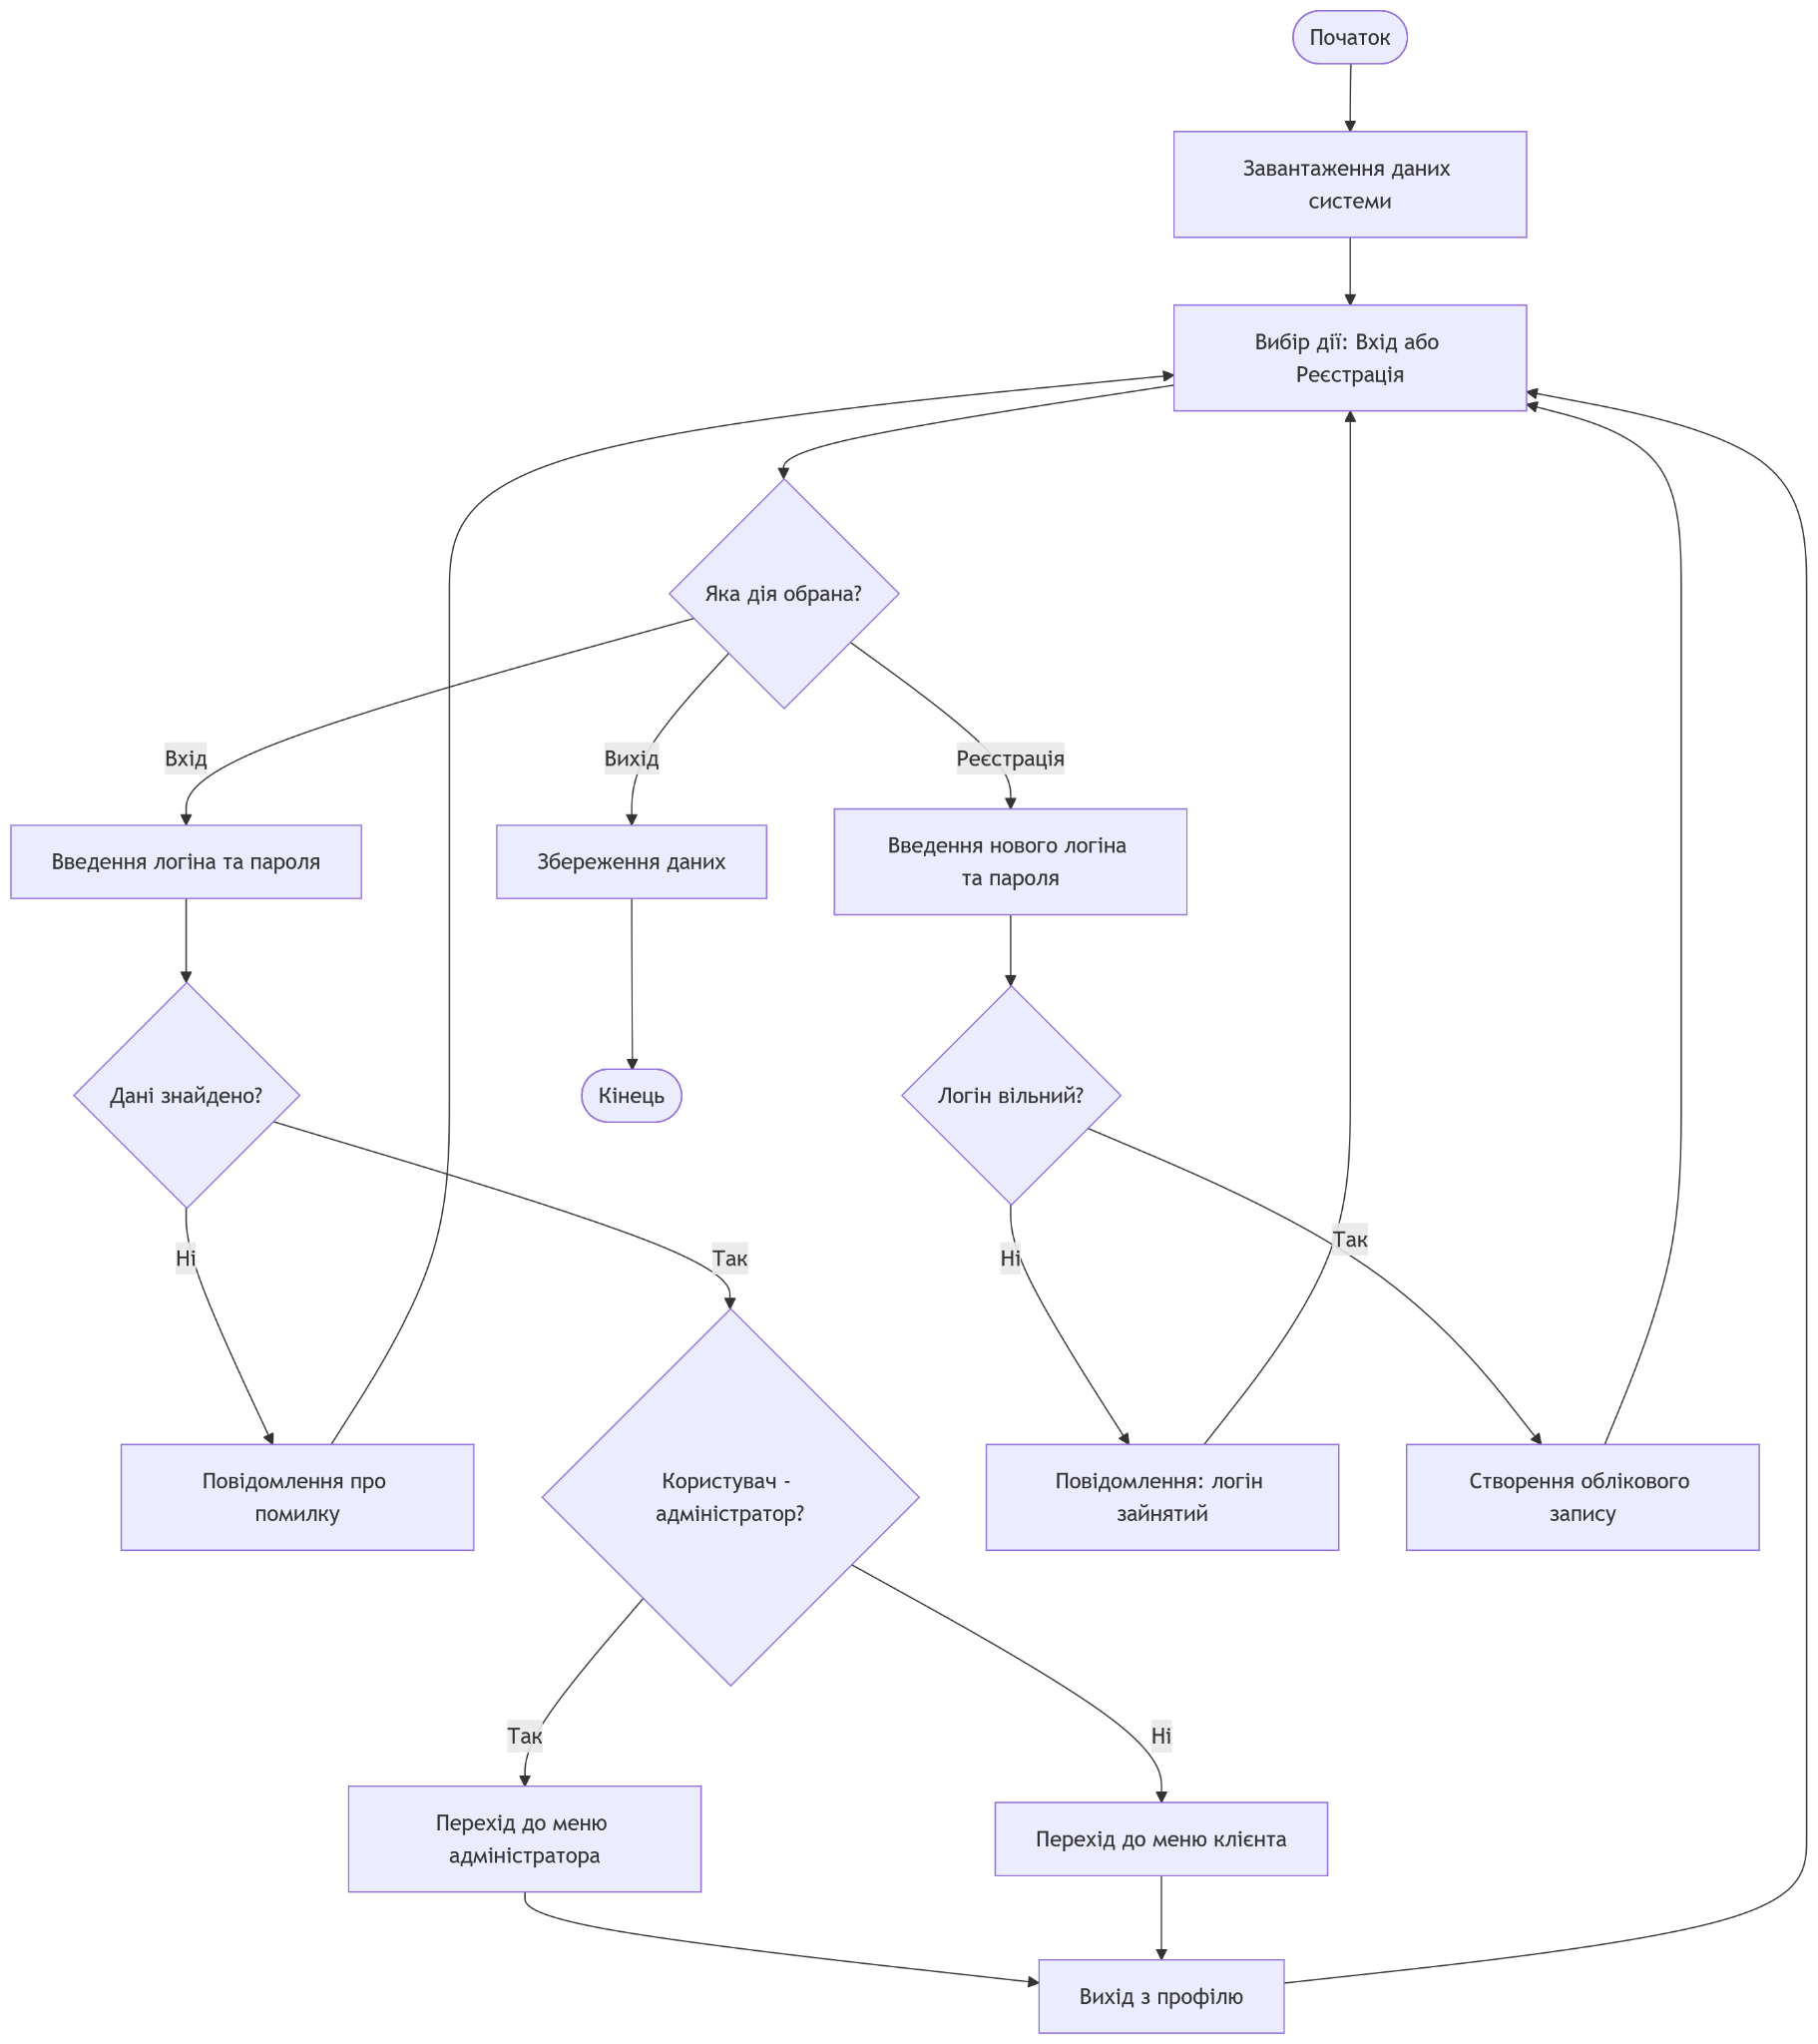 Початок
Завантаження даних
системи
Вибір дії: Вхід або
Реєстрація
Яка дія обрана?
Вхід
Вихід
Реєстрація
Введення логіна та пароля
Збереження даних
Введення нового логіна
та пароля
Дані знайдено?
Кінець
Логін вільний?
Ні
Так
Ні
Так
Повідомлення про
помилку
Користувач -
адміністратор?
Повідомлення: логін
зайнятий
Створення облікового
запису
Так
Ні
Перехід до меню
адміністратора
Перехід до меню клієнта
Вихід з профілю